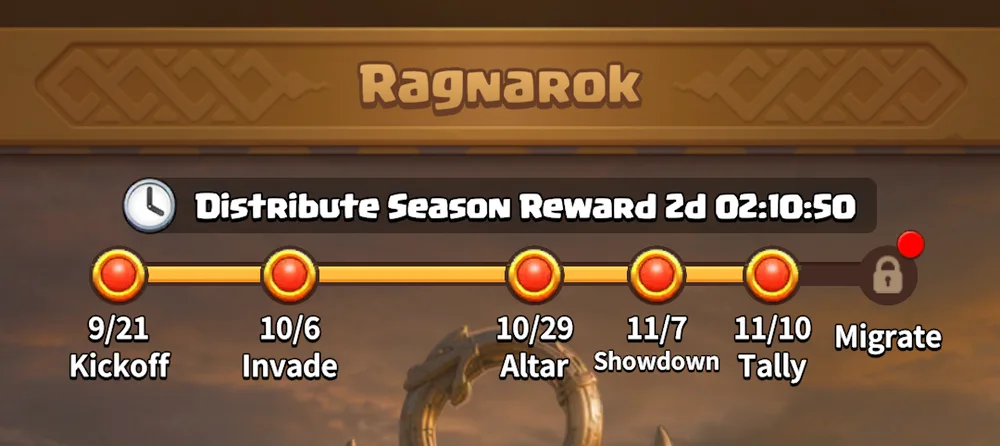 Ragnarok
Distribute Season Reward 2d 02:10:50
9/21
Kickoff
10/6
Invade
10/29
Altar
11/7
Showdown
11/10
Tally
Migrate